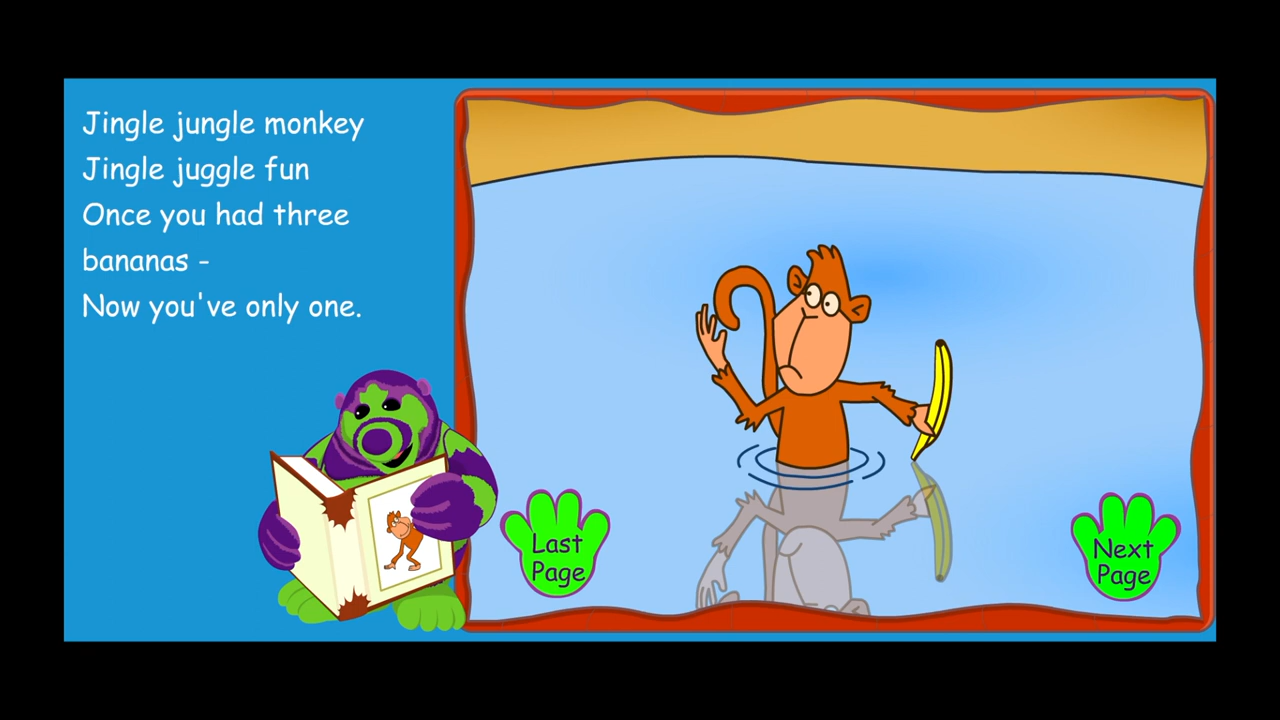 Jingle jungle monkey
Jingle juggle fun
Once you had three
bananas -
Now you've only one.
Last
Page
Next
Page